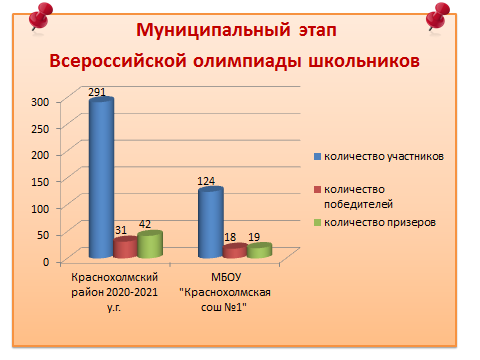 Муниципальный этап
Всероссийской олимпиады школьников
300
250
200
150
100
50
0
291
31
42
124
18
19
Краснохолмский
район 2020-2021
у.г.
МБОУ
"Краснохолмская
сош №1"
количество участников
количество
победителей
количество призеров